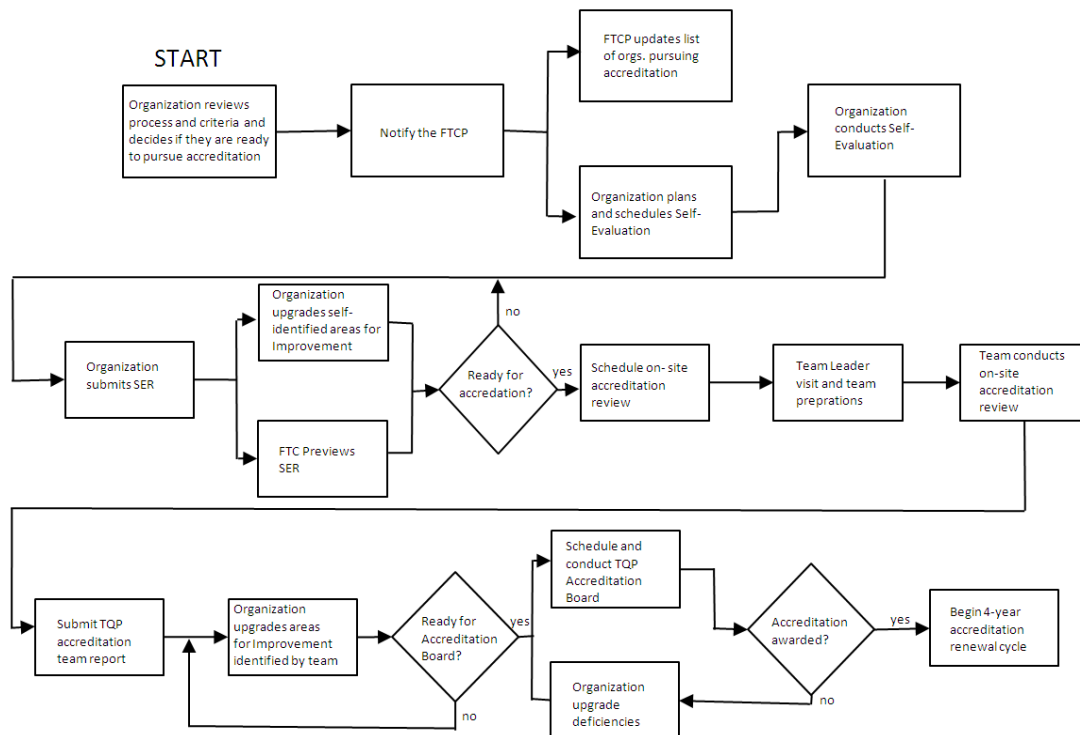 START
Organization reviews
process and criteria and
decides if they are ready
to pursue accreditation
Notify the FTCP
FTCP updates list
of orgs. pursuing
accreditation
Organization plans
and schedules Self-
Evaluation
Organization
conducts Self-
Evaluation
Organization
submits SER
Organization
upgrades self-
identified areas for
Improvement
FTC Previews
SER
no
Ready for
accredation?
yes
Schedule on- site
accreditation
review
Team Leader
visit and team
preprations
Team conducts
on-site
accreditation
review
Submit TQP
accreditation
team report
Organization
upgrades areas
for Improvement
identified by team
Ready for
Accreditation
Board?
yes
no
Schedule and
conduct TQP
Accreditation
Board
Organization
upgrade
deficiencies
Accreditation
awarded?
yes
no
Begin 4-year
accreditation
renewal cycle